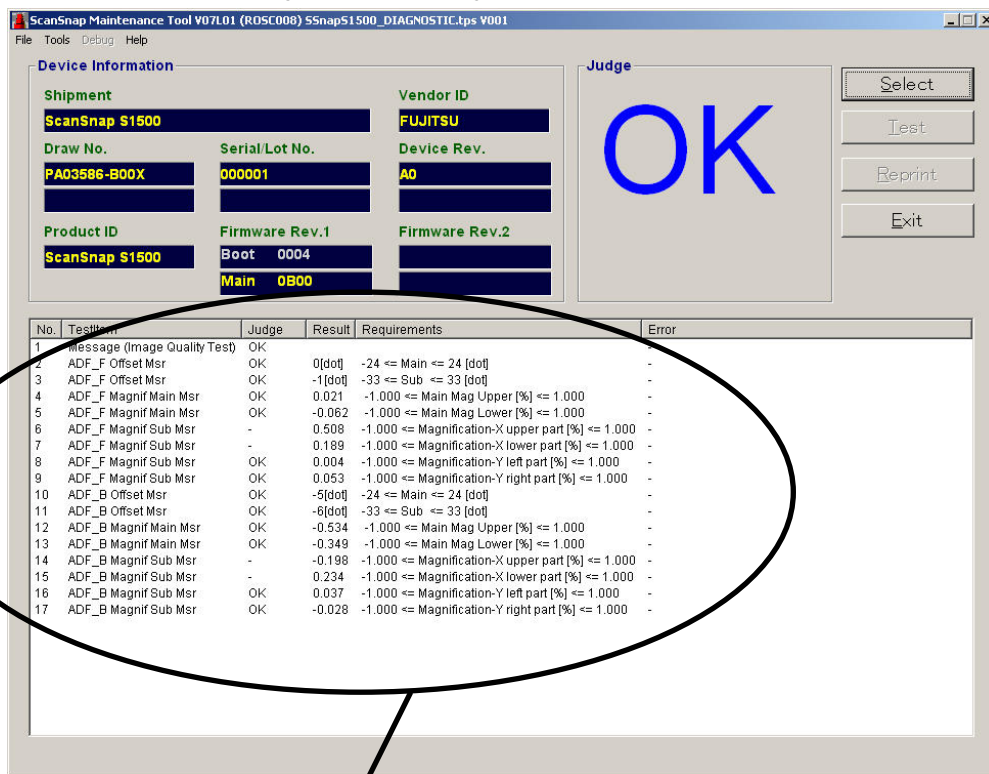 ScanSnap Maintenance Tool V07L01 (ROSC008) SSnapS1500_DIAGNOSTIC.tps V001
File Tools Debug Help
Device Information
Shipment
Vendor ID
ScanSnap S1500
FUJITSU
Draw No.
Serial/Lot No.
Device Rev.
PA03586-B00X
000001
A0
Product ID
Firmware Rev.1
Firmware Rev.2
ScanSnap S1500
Boot 0004
Main 0B00
Judge
OK
Select
Test
Reprint
Exit
No. TestItem Judge Result Requirements Error
1 Message (Image Quality Test) OK -
2 ADF_F Offset Msr OK 0[dot] -24 <= Main <= 24 [dot] -
3 ADF_F Offset Msr OK -1[dot] -33 <= Sub <= 33 [dot] -
4 ADF_F Magnif Main Msr OK 0.021 -1.000 <= Main Mag Upper [%] <= 1.000 -
5 ADF_F Magnif Main Msr OK -0.062 -1.000 <= Main Mag Lower [%] <= 1.000 -
6 ADF_F Magnif Sub Msr - 0.508 -1.000 <= Magnification-X upper part [%] <= 1.000 -
7 ADF_F Magnif Sub Msr - 0.189 -1.000 <= Magnification-X lower part [%] <= 1.000 -
8 ADF_F Magnif Sub Msr OK 0.004 -1.000 <= Magnification-Y left part [%] <= 1.000 -
9 ADF_F Magnif Sub Msr OK 0.053 -1.000 <= Magnification-Y right part [%] <= 1.000 -
10 ADF_B Offset Msr OK -5[dot] -24 <= Main <= 24 [dot] -
11 ADF_B Offset Msr OK -6[dot] -33 <= Sub <= 33 [dot] -
12 ADF_B Magnif Main Msr OK -0.534 -1.000 <= Main Mag Upper [%] <= 1.000 -
13 ADF_B Magnif Main Msr OK -0.349 -1.000 <= Main Mag Lower [%] <= 1.000 -
14 ADF_B Magnif Sub Msr - -0.198 -1.000 <= Magnification-X upper part [%] <= 1.000 -
15 ADF_B Magnif Sub Msr - 0.234 -1.000 <= Magnification-X lower part [%] <= 1.000 -
16 ADF_B Magnif Sub Msr OK 0.037 -1.000 <= Magnification-Y left part [%] <= 1.000 -
17 ADF_B Magnif Sub Msr OK -0.028 -1.000 <= Magnification-Y right part [%] <= 1.000 -